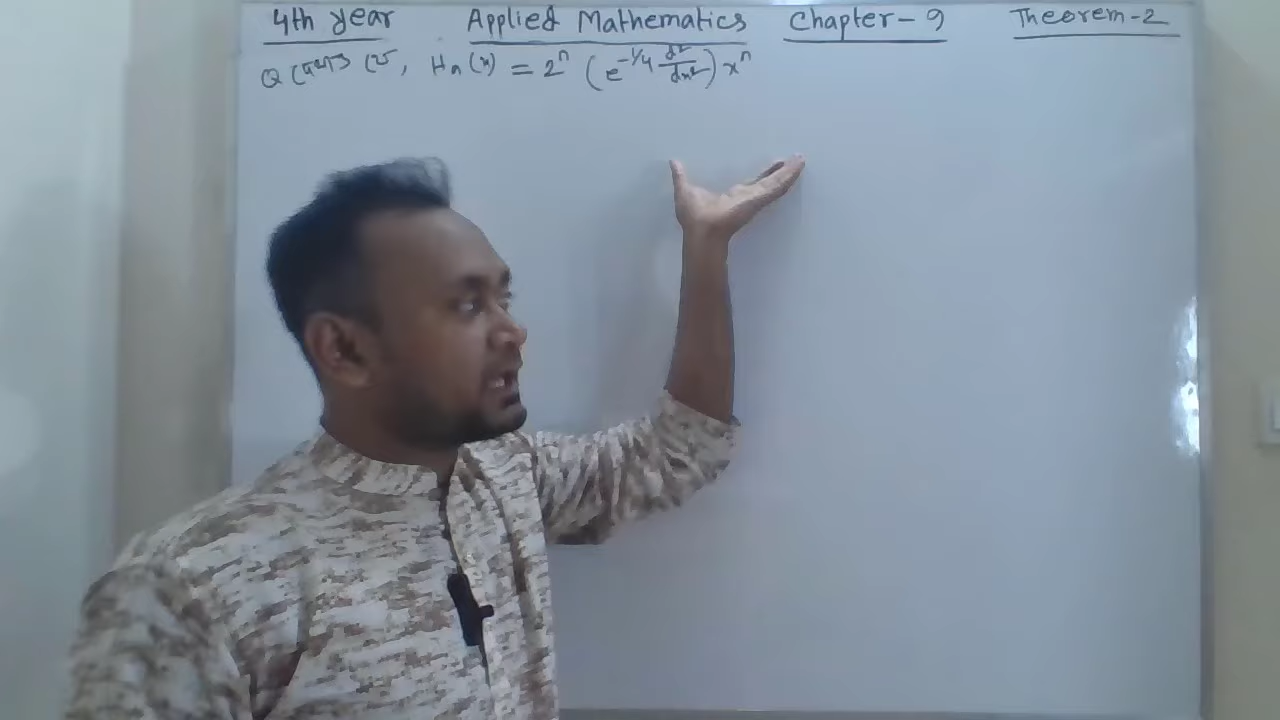 4th year Applied Mathematics Chapter-9 Theorem-2
দেখাও যে, Hₙ(x) = 2ⁿ (e^{-1/4 d²/dx²}) xⁿ